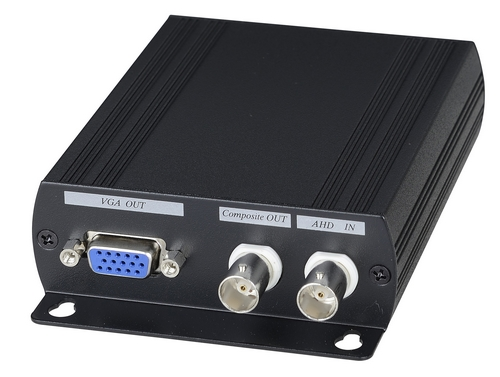 VGA OUT
Composite OUT
AHD IN